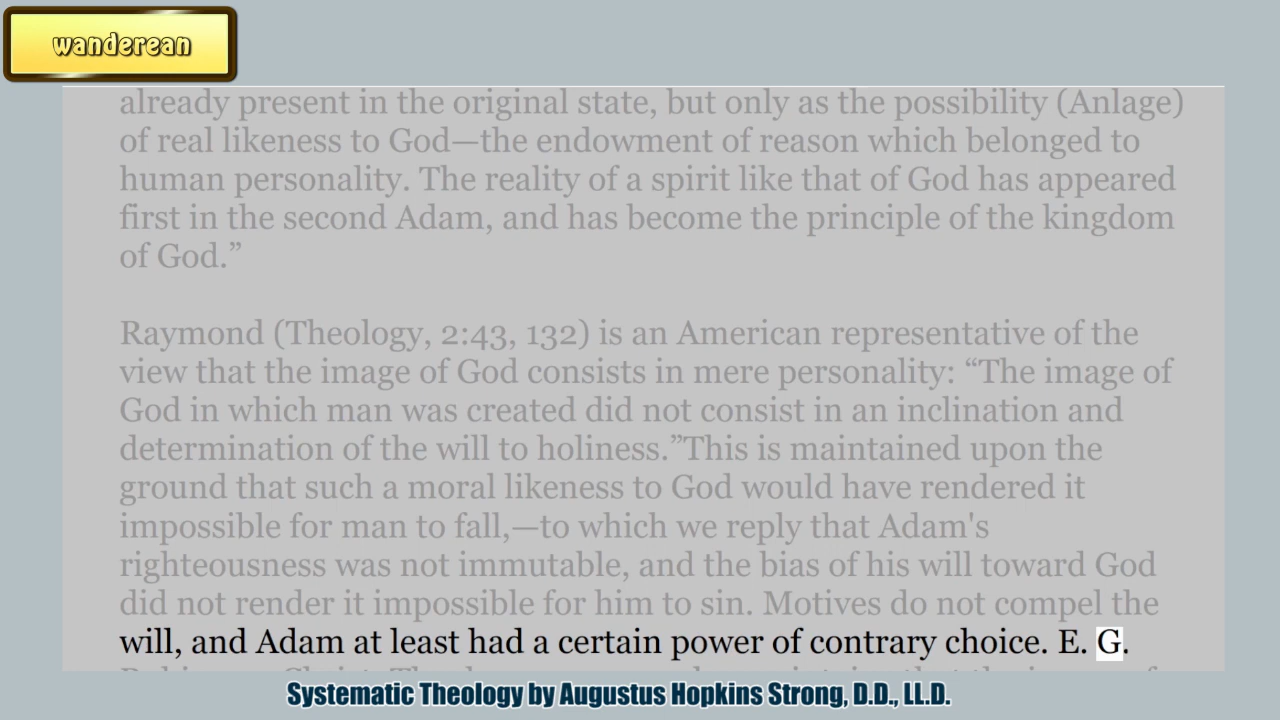 wanderean
already present in the original state, but only as the possibility (Anlage)
of real likeness to God—the endowment of reason which belonged to
human personality. The reality of a spirit like that of God has appeared
first in the second Adam, and has become the principle of the kingdom
of God.”
Raymond (Theology, 2:43, 132) is an American representative of the
view that the image of God consists in mere personality: “The image of
God in which man was created did not consist in an inclination and
determination of the will to holiness.”This is maintained upon the
ground that such a moral likeness to God would have rendered it
impossible for man to fall,—to which we reply that Adam's
righteousness was not immutable, and the bias of his will toward God
did not render it impossible for him to sin. Motives do not compel the
will, and Adam at least had a certain power of contrary choice. E. G.
Systematic Theology by Augustus Hopkins Strong, D.D., LL.D.